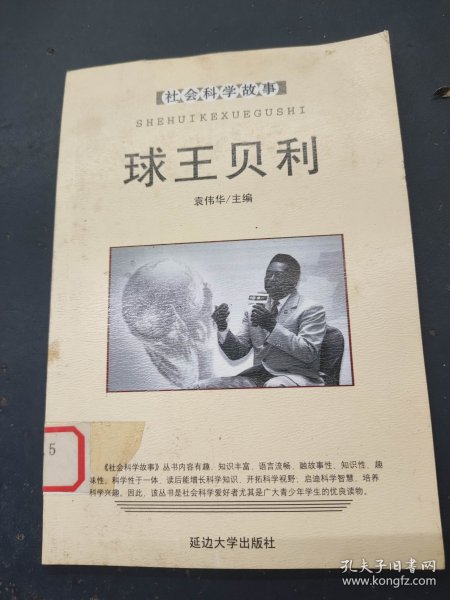 社会科学故事
SHEHUIKEXUEGUSHI
球王贝利
袁伟华/主编
5
《社会科学故事》丛书内容有趣、知识丰富、语言流畅、融故事性、知识性、趣
味性、科学性于一体，读后能增长科学知识、开拓科学视野、启迪科学智慧、培养
科学兴趣。因此，该丛书是社会科学爱好者尤其是广大青少年学生的优良读物。
延边大学出版社
孔夫子旧书网
www.kongfz.com